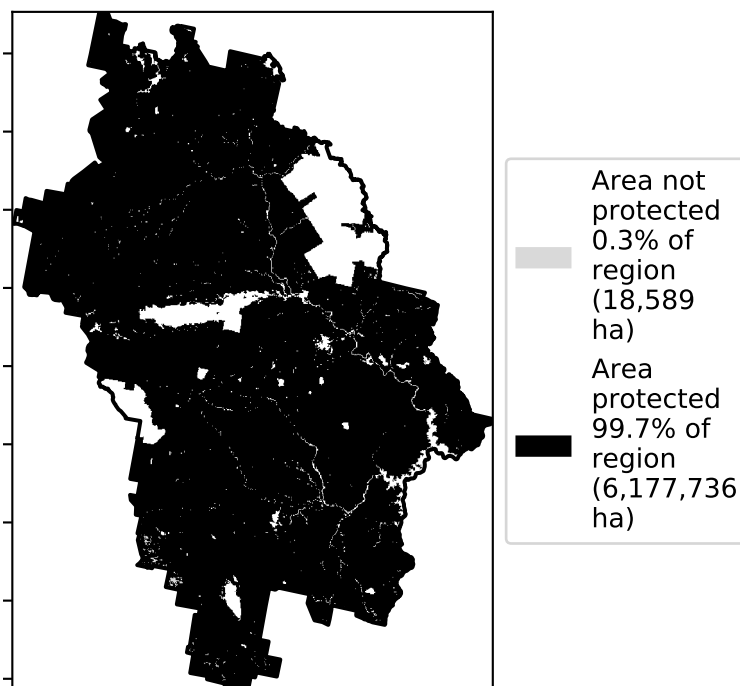 Area not
protected
0.3% of
region
(18,589
ha)
Area
protected
99.7% of
region
(6,177,736
ha)